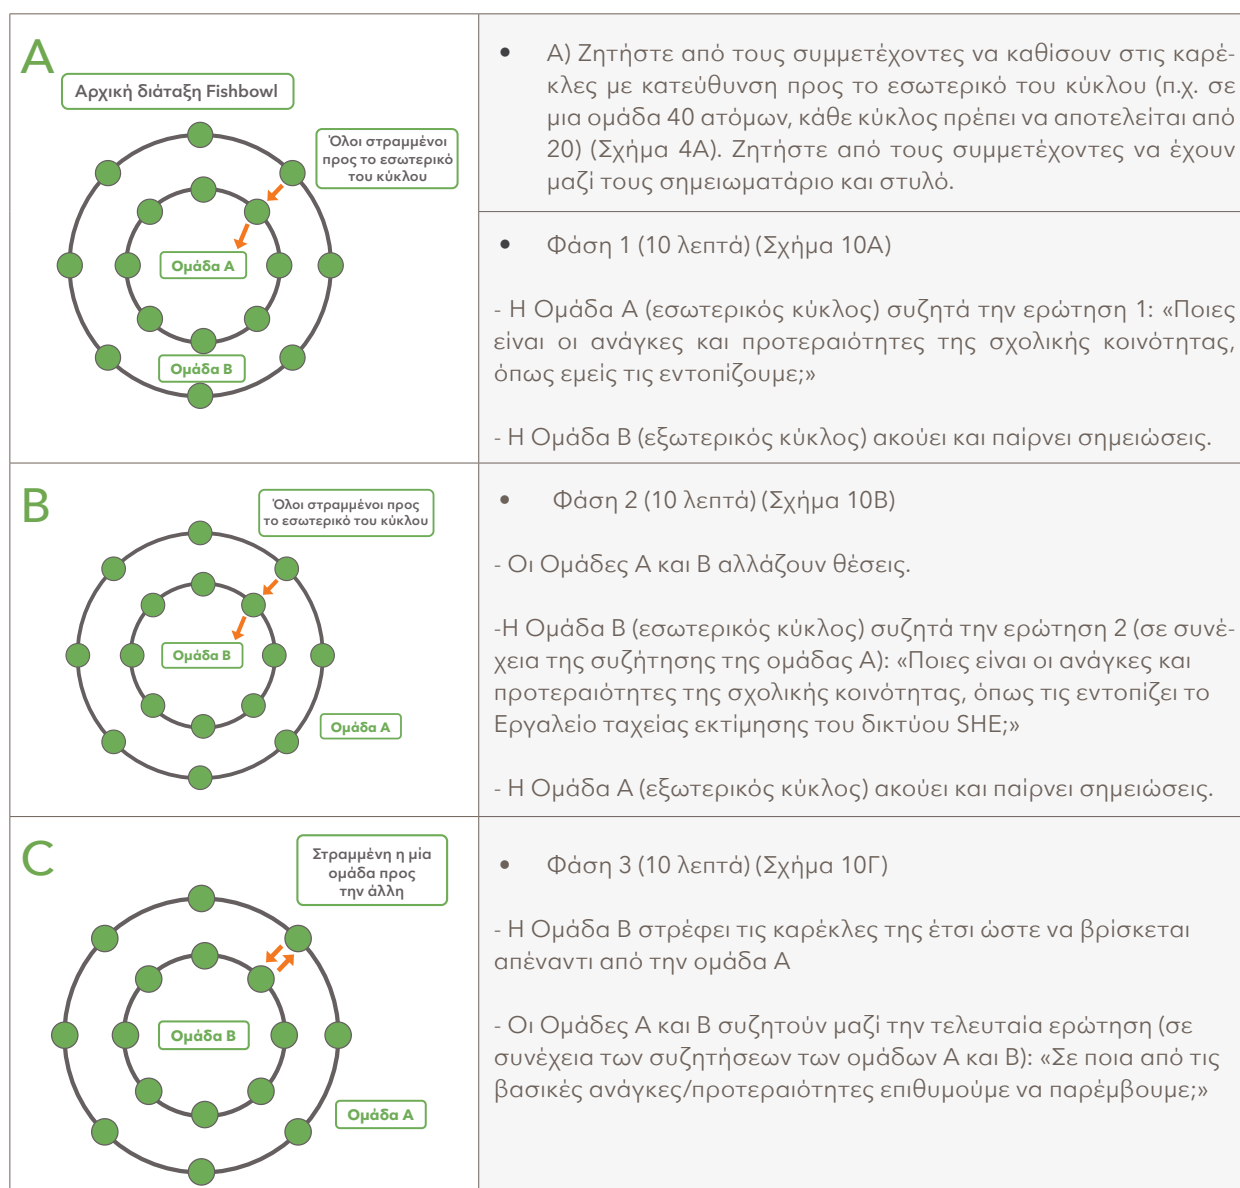 A
Αρχική διάταξη Fishbowl
Όλοι στραμμένοι
προς το εσωτερικό
του κύκλου
Ομάδα Α
Ομάδα Β
• Α) Ζητήστε από τους συμμετέχοντες να καθίσουν στις καρέ-
κλες με κατεύθυνση προς το εσωτερικό του κύκλου (π.χ. σε
μια ομάδα 40 ατόμων, κάθε κύκλος πρέπει να αποτελείται από
20) (Σχήμα 4Α). Ζητήστε από τους συμμετέχοντες να έχουν
μαζί τους σημειωματάριο και στυλό.
• Φάση 1 (10 λεπτά) (Σχήμα 10Α)
- Η Ομάδα Α (εσωτερικός κύκλος) συζητά την ερώτηση 1: «Ποιες
είναι οι ανάγκες και προτεραιότητες της σχολικής κοινότητας,
όπως εμείς τις εντοπίζουμε;»
- Η Ομάδα Β (εξωτερικός κύκλος) ακούει και παίρνει σημειώσεις.
B
Όλοι στραμμένοι προς
το εσωτερικό του κύκλου
Ομάδα Β
Ομάδα Α
• Φάση 2 (10 λεπτά) (Σχήμα 10Β)
- Οι Ομάδες Α και Β αλλάζουν θέσεις.
-Η Ομάδα Β (εσωτερικός κύκλος) συζητά την ερώτηση 2 (σε συνέ-
χεια της συζήτησης της ομάδας Α): «Ποιες είναι οι ανάγκες και
προτεραιότητες της σχολικής κοινότητας, όπως τις εντοπίζει το
Εργαλείο ταχείας εκτίμησης του δικτύου SHE;»
- Η Ομάδα Α (εξωτερικός κύκλος) ακούει και παίρνει σημειώσεις.
C
Στραμμένη η μία
ομάδα προς
την άλλη
Ομάδα Β
Ομάδα Α
• Φάση 3 (10 λεπτά) (Σχήμα 10Γ)
- Η Ομάδα Β στρέφει τις καρέκλες της έτσι ώστε να βρίσκεται
απέναντι από την ομάδα Α
- Οι Ομάδες Α και Β συζητούν μαζί την τελευταία ερώτηση (σε
συνέχεια των συζητήσεων των ομάδων Α και Β): «Σε ποια από τις
βασικές ανάγκες/προτεραιότητες επιθυμούμε να παρέμβουμε;»